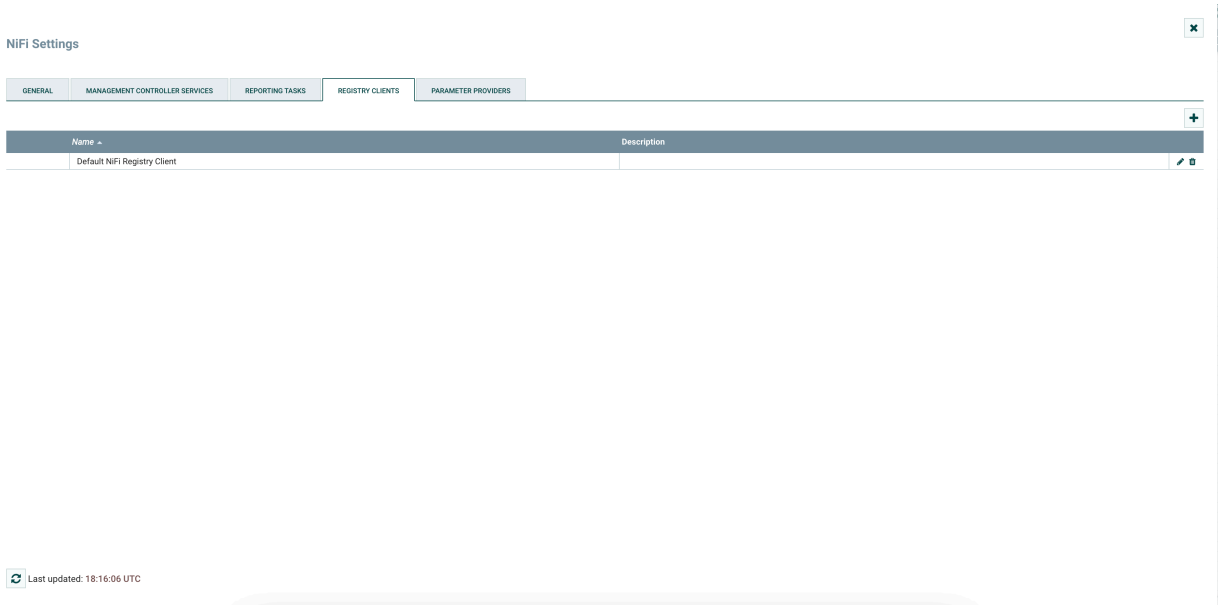 NiFi Settings
GENERAL MANAGEMENT CONTROLLER SERVICES REPORTING TASKS REGISTRY CLIENTS PARAMETER PROVIDERS
Name Description
Default NiFi Registry Client
Last updated: 18:16:06 UTC